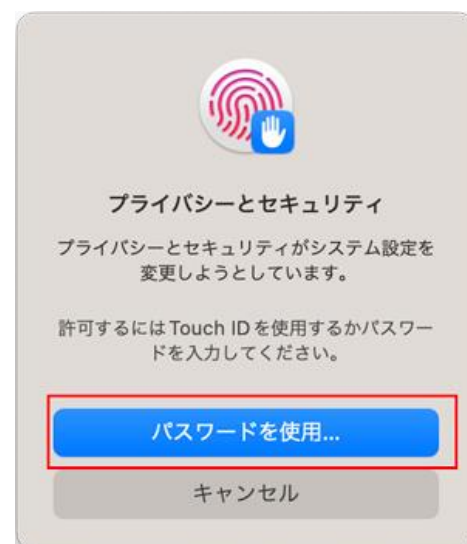 プライバシーとセキュリティ
プライバシーとセキュリティがシステム設定を
変更しようとしています。
許可するにはTouch IDを使用するかパスワー
ドを入力してください。
パスワードを使用...
キャンセル